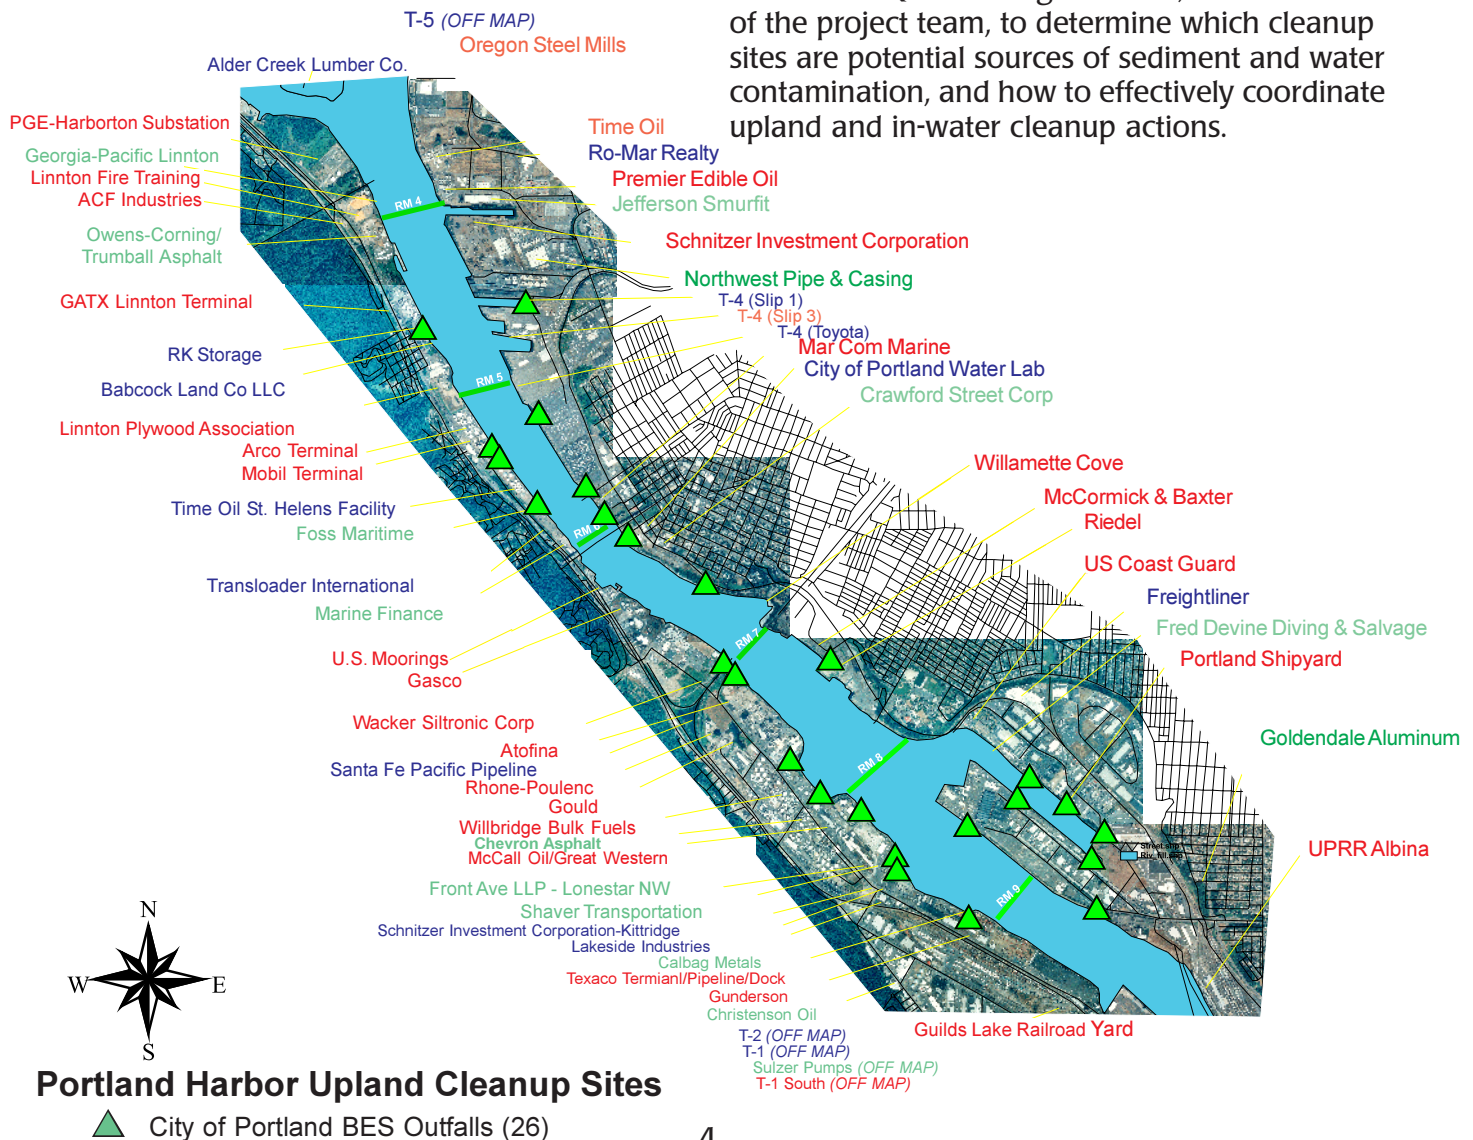 of the project team, to determine which cleanup
sites are potential sources of sediment and water
contamination, and how to effectively coordinate
upland and in-water cleanup actions.
T-5 (OFF MAP)
Oregon Steel Mills
Alder Creek Lumber Co.
PGE-Harborton Substation
Georgia-Pacific Linnton
Linnton Fire Training
ACF Industries
Owens-Corning/
Trumball Asphalt
GATX Linnton Terminal
RK Storage
Babcock Land Co LLC
Linnton Plywood Association
Arco Terminal
Mobil Terminal
Time Oil St. Helens Facility
Foss Maritime
Transloader International
Marine Finance
U.S. Moorings
Gasco
Wacker Siltronic Corp
Atofina
Santa Fe Pacific Pipeline
Rhone-Poulenc
Gould
Willbridge Bulk Fuels
Chevron Asphalt
McCall Oil/Great Western
Front Ave LLP - Lonestar NW
Shaver Transportation
Schnitzer Investment Corporation-Kittridge
Lakeside Industries
Calbag Metals
Texaco Termianl/Pipeline/Dock
Gunderson
Christenson Oil
T-2 (OFF MAP)
T-1 (OFF MAP)
Sulzer Pumps (OFF MAP)
T-1 South (OFF MAP)
Time Oil
Ro-Mar Realty
Premier Edible Oil
Jefferson Smurfit
Schnitzer Investment Corporation
Northwest Pipe & Casing
T-4 (Slip 1)
T-4 (Slip 3)
T-4 (Toyota)
Mar Com Marine
City of Portland Water Lab
Crawford Street Corp
Willamette Cove
McCormick & Baxter
Riedel
US Coast Guard
Freightliner
Fred Devine Diving & Salvage
Portland Shipyard
Goldendale Aluminum
UPRR Albina
Guilds Lake Railroad Yard
RM 4
RM 5
RM 6
RM 7
RM 8
RM 9
N
W
E
S
Portland Harbor Upland Cleanup Sites
City of Portland BES Outfalls (26)